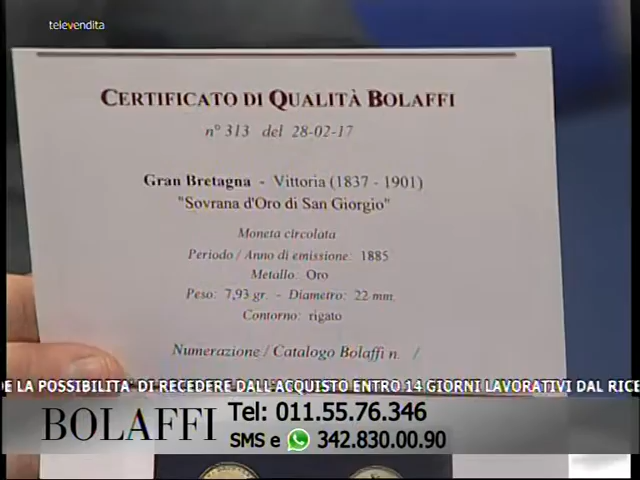 televendita
CERTIFICATO DI QUALITÀ BOLAFFI
n° 313 del 28-02-17
Gran Bretagna - Vittoria (1837 - 1901)
"Sovrana d'Oro di San Giorgio"
Moneta circolata
Periodo / Anno di emissione: 1885
Metallo: Oro
Peso: 7,93 gr. - Diametro: 22 mm.
Contorno: rigato
Numerazione / Catalogo Bolaffi n. /
DE LA POSSIBILITA' DI RECEDERE DALL'ACQUISTO ENTRO 14 GIORNI LAVORATIVI DAL RICE
BOLAFFI
Tel: 011.55.76.346
SMS e 342.830.00.90